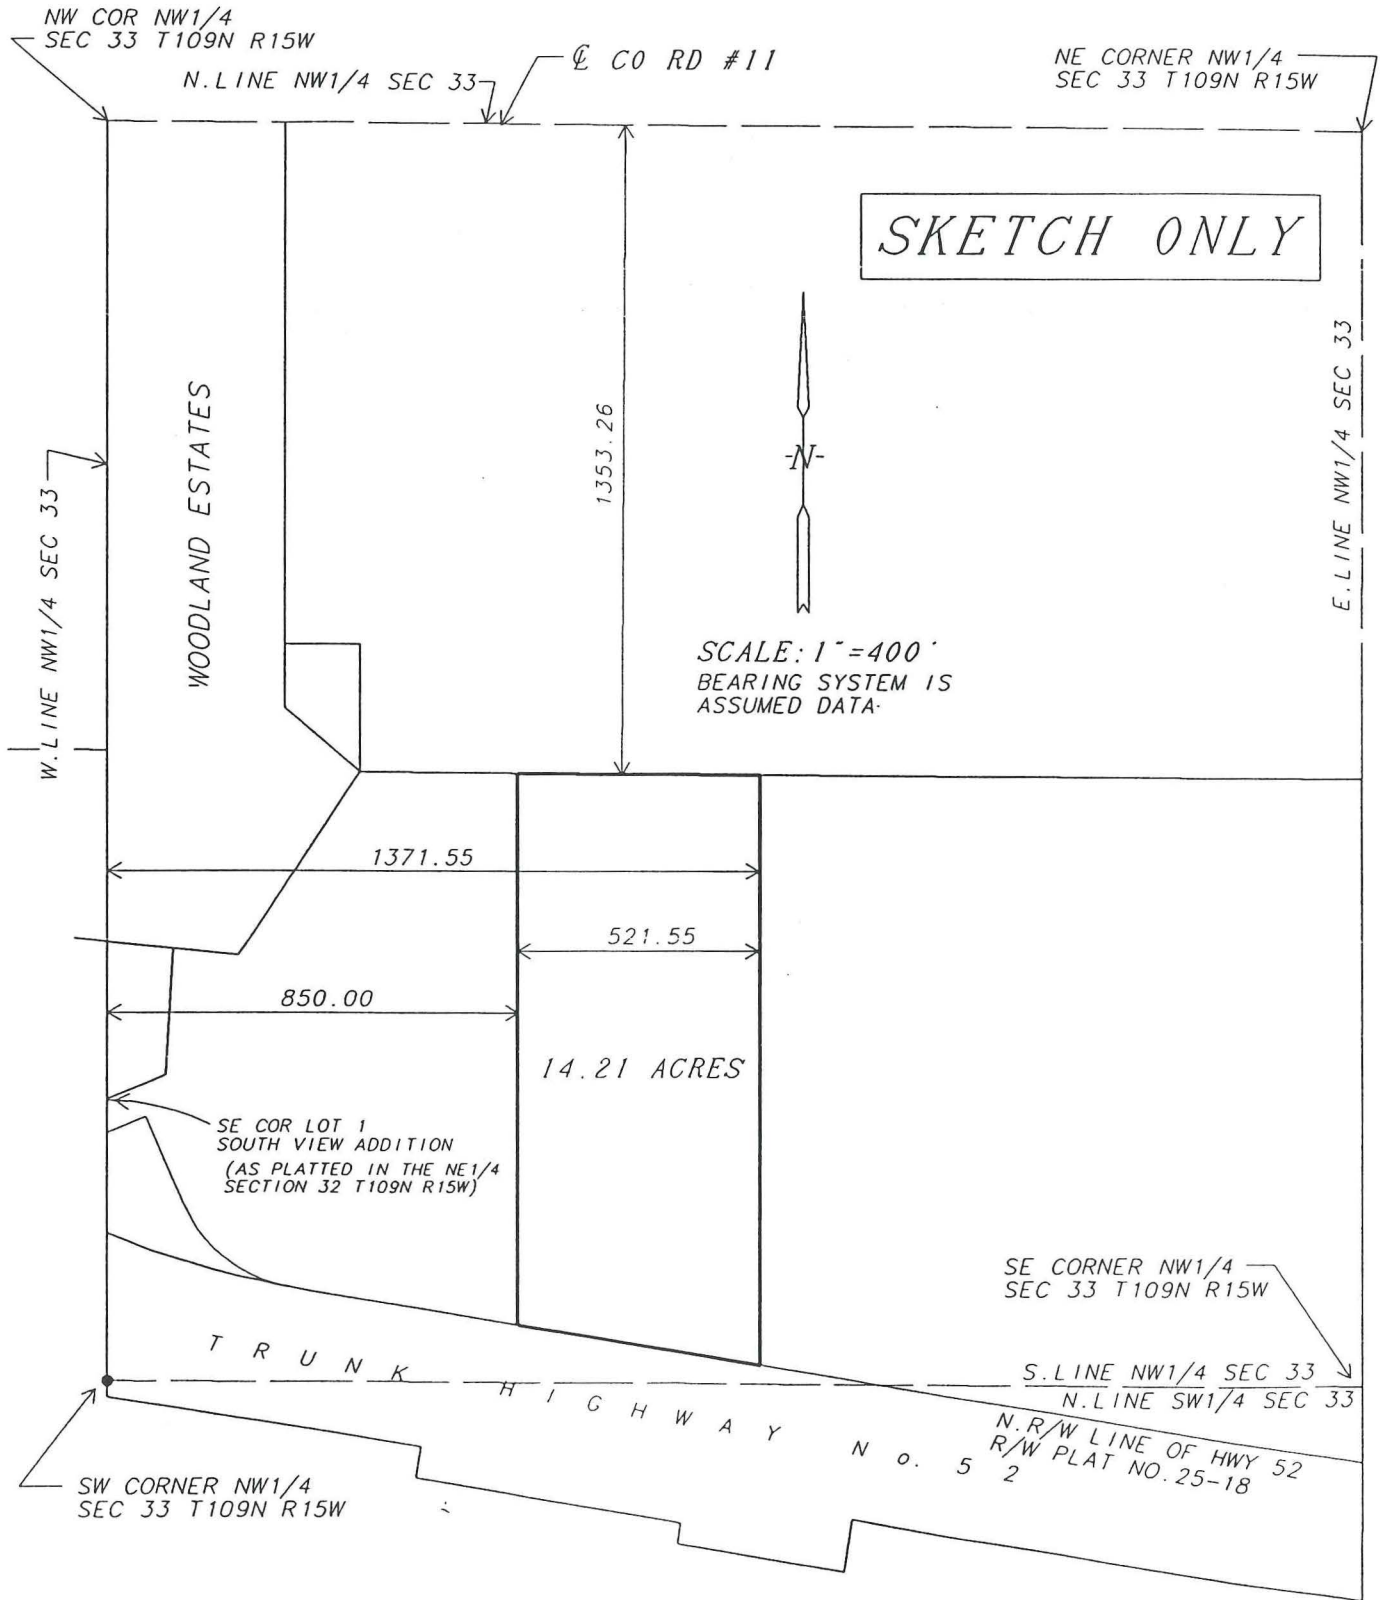 NW COR NW1/4
SEC 33 T109N R15W
N.LINE NW1/4 SEC 33
℄ CO RD #11
NE CORNER NW1/4
SEC 33 T109N R15W
SKETCH ONLY
E.LINE NW1/4 SEC 33
WOODLAND ESTATES
1353.26
-N-
W.LINE NW1/4 SEC 33
SCALE: 1"=400'
BEARING SYSTEM IS
ASSUMED DATA.
1371.55
521.55
850.00
14.21 ACRES
SE COR LOT 1
SOUTH VIEW ADDITION
(AS PLATTED IN THE NE1/4
SECTION 32 T109N R15W)
SE CORNER NW1/4
SEC 33 T109N R15W
TRUNK HIGHWAY No. 52
S.LINE NW1/4 SEC 33
N.LINE SW1/4 SEC 33
N.R/W LINE OF HWY 52
R/W PLAT NO.25-18
SW CORNER NW1/4
SEC 33 T109N R15W